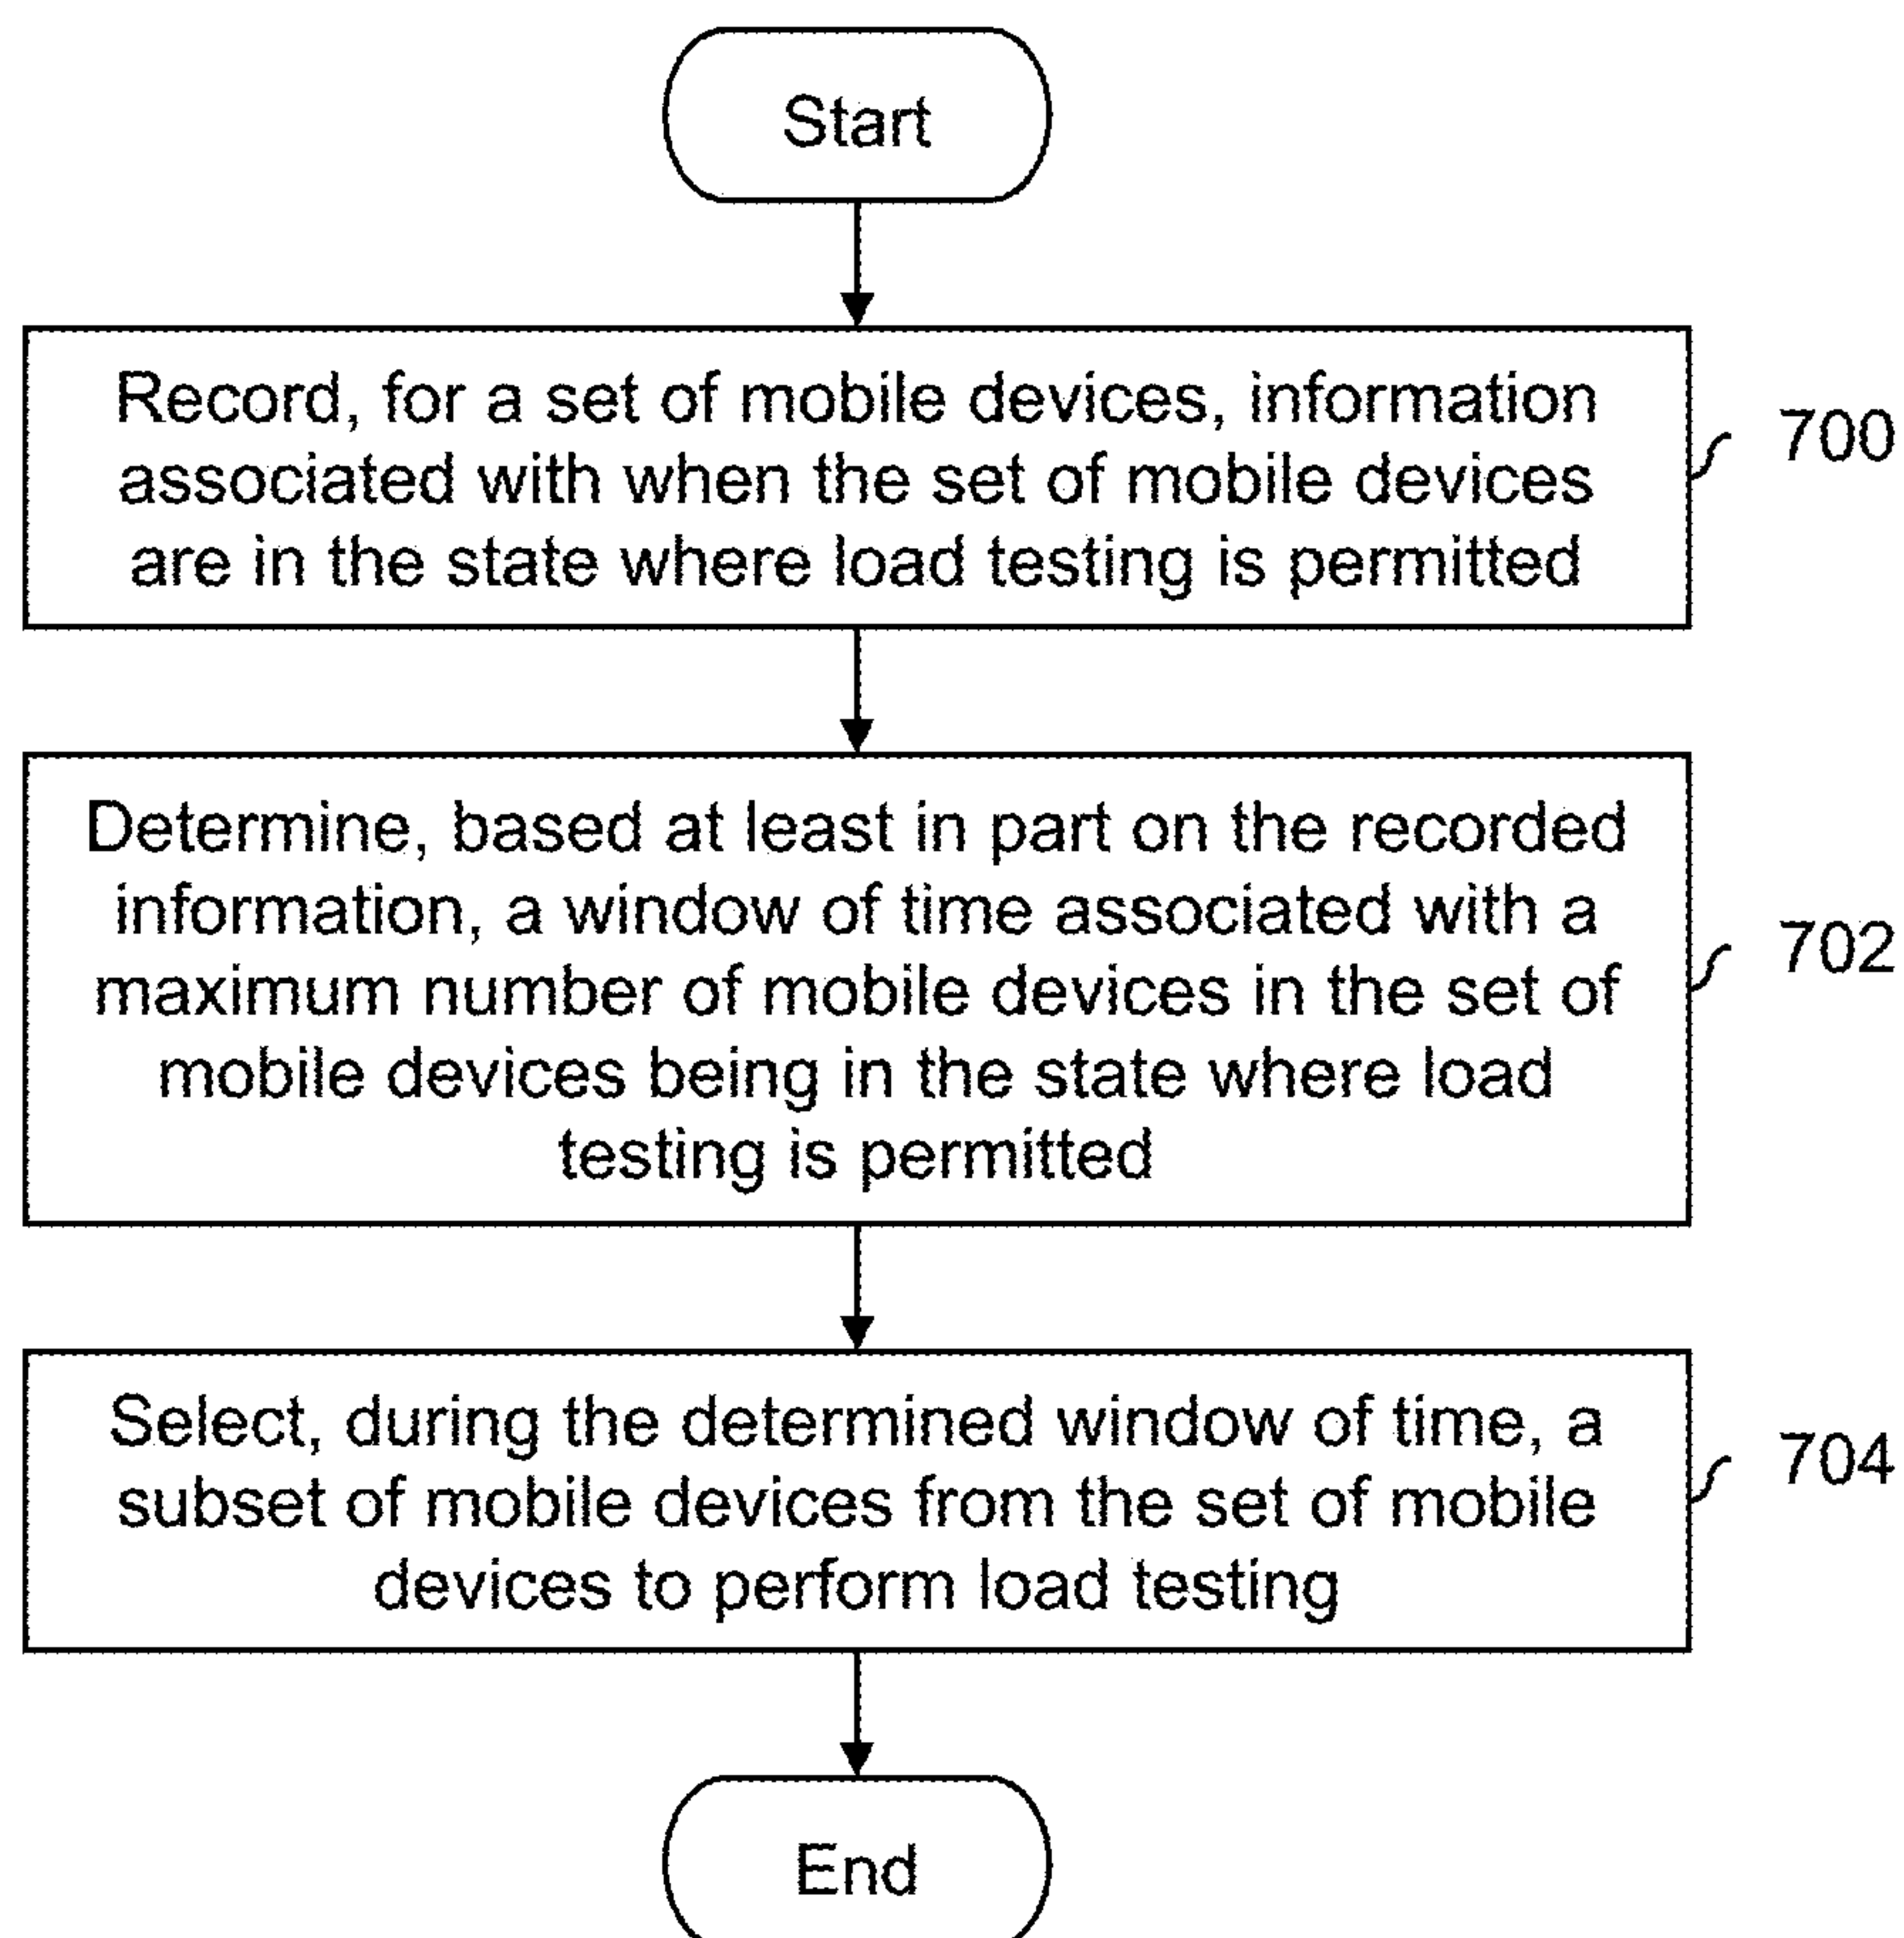 Start
Record, for a set of mobile devices, information
associated with when the set of mobile devices
are in the state where load testing is permitted
700
Determine, based at least in part on the recorded
information, a window of time associated with a
maximum number of mobile devices in the set of
mobile devices being in the state where load
testing is permitted
702
Select, during the determined window of time, a
subset of mobile devices from the set of mobile
devices to perform load testing
704
End